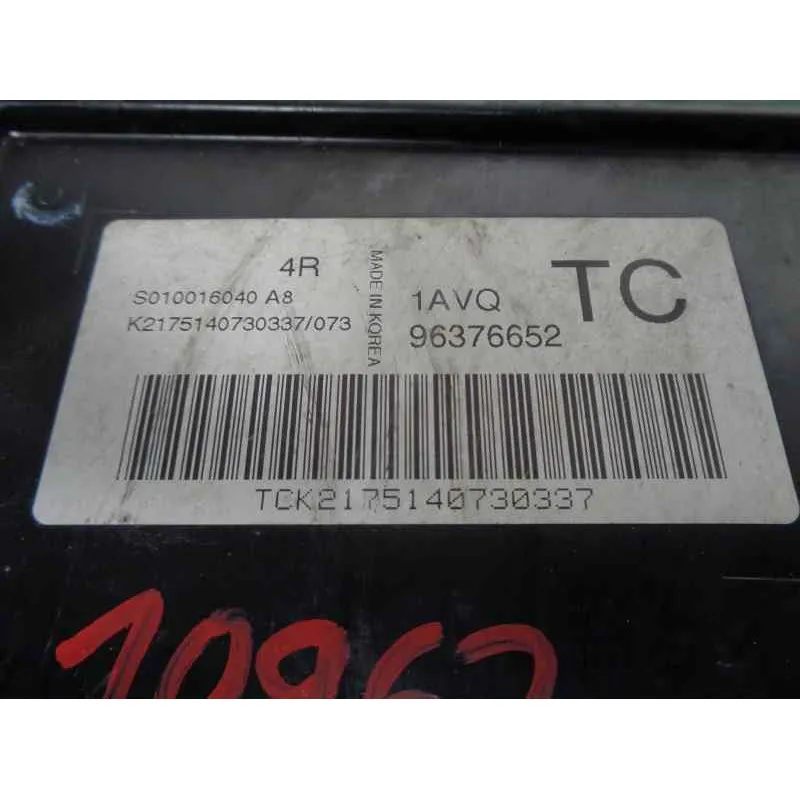 4R
S010016040 A8
K2175140730337/073
MADE IN KOREA
1AVQ
96376652
TC
TCK2175140730337